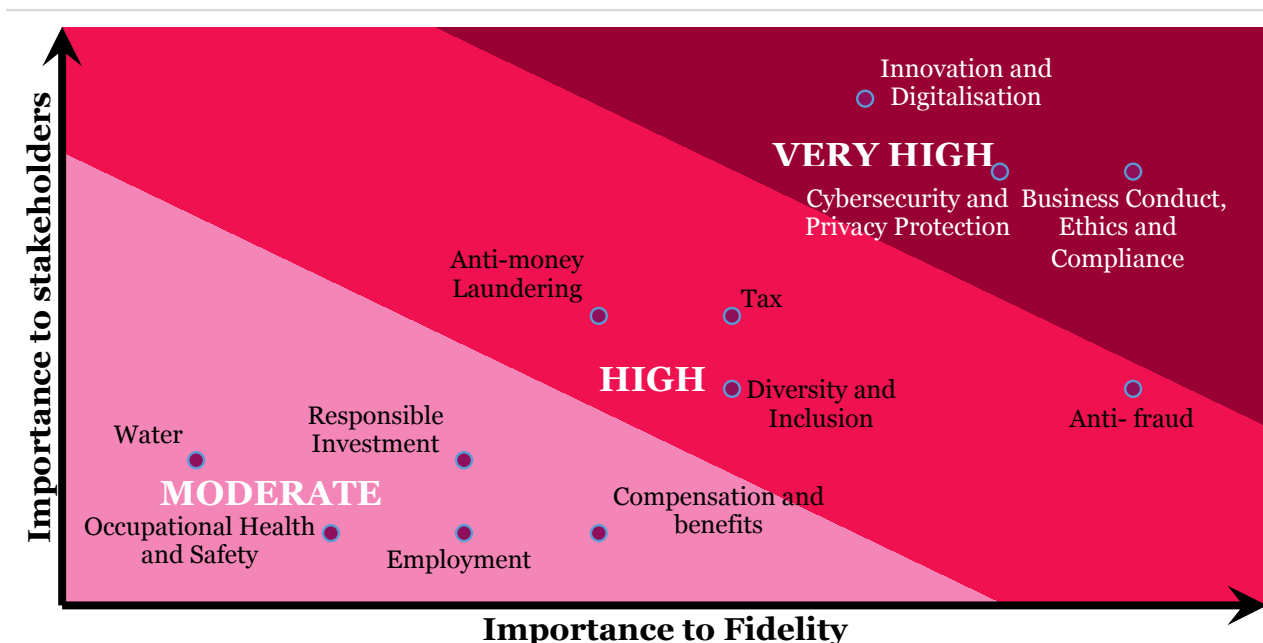 Importance to stakeholders
Innovation and
Digitalisation
VERY HIGH
Cybersecurity and
Privacy Protection
Business Conduct,
Ethics and
Compliance
Anti-money
Laundering
Tax
HIGH
Diversity and
Inclusion
Anti- fraud
Water
Responsible
Investment
MODERATE
Occupational Health
and Safety
Employment
Compensation and
benefits
Importance to Fidelity